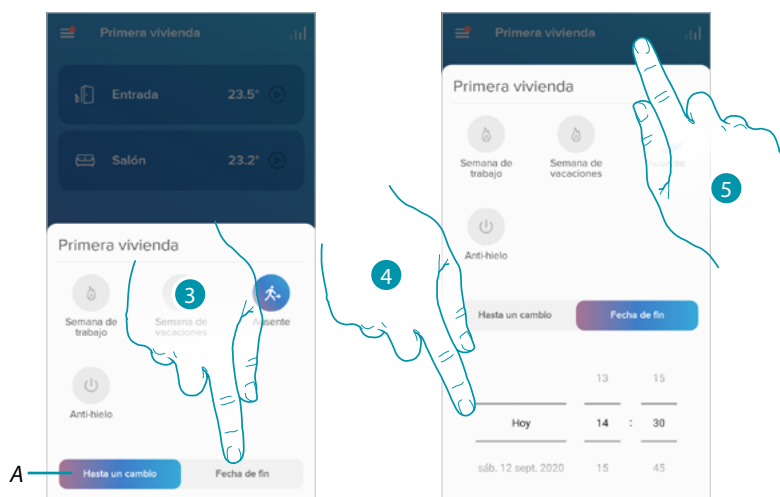 Primera vivienda
Entrada 23.5°
Salón 23.2°
Primera vivienda
Semana de trabajo
Semana de vacaciones
Ausente
Anti-hielo
A
Hasta un cambio
Fecha de fin
3
Primera vivienda
Primera vivienda
Semana de trabajo
Semana de vacaciones
Anti-hielo
4
5
Hasta un cambio
Fecha de fin
13 15
Hoy 14 : 30
sáb. 12 sept. 2020 15 45